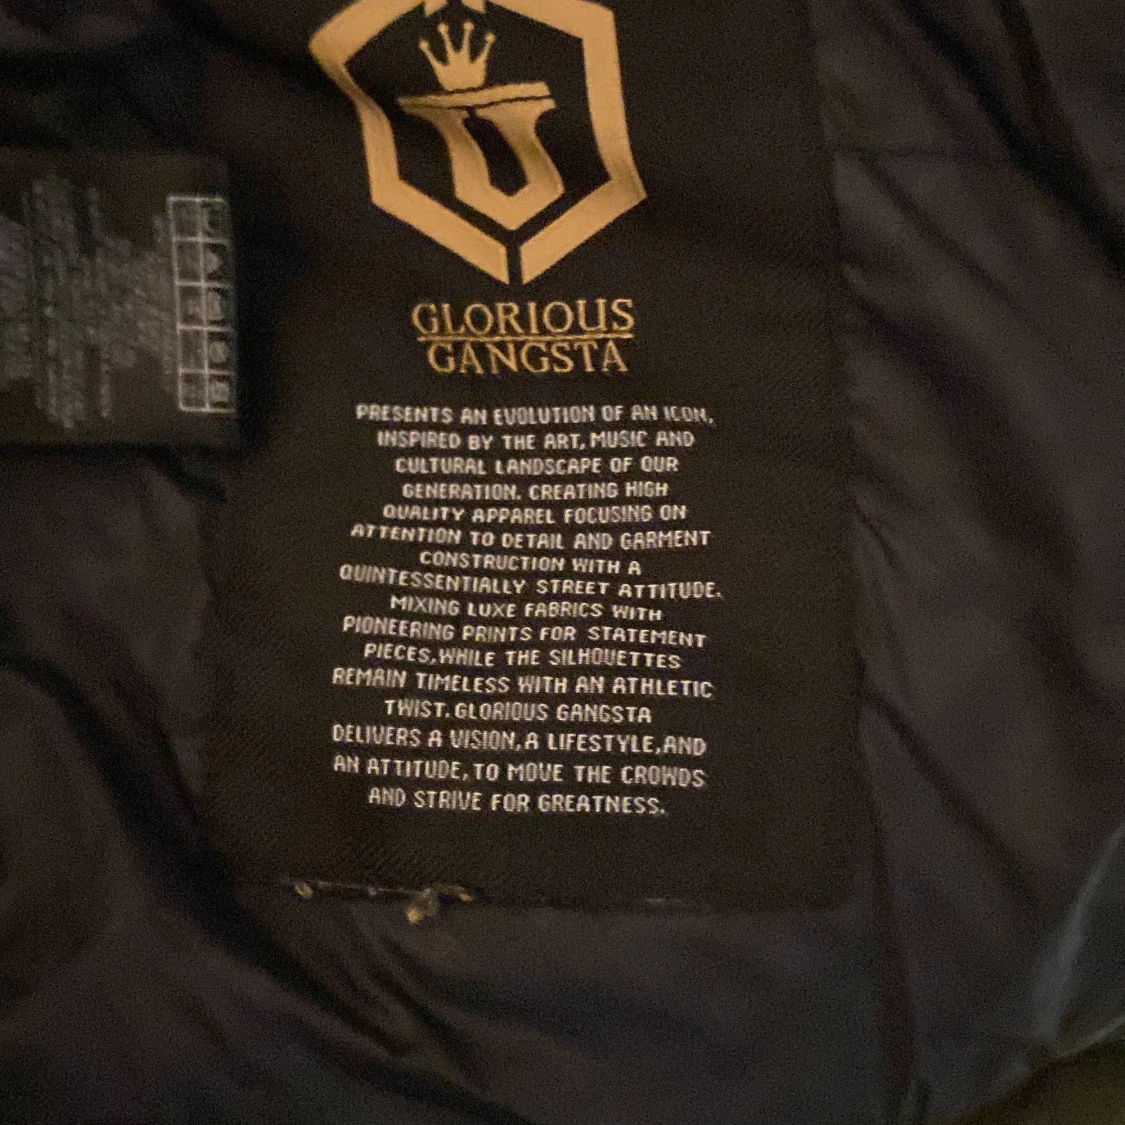 GLORIOUS
GANGSTA
PRESENTS AN EVOLUTION OF AN ICON,
INSPIRED BY THE ART, MUSIC AND
CULTURAL LANDSCAPE OF OUR
GENERATION. CREATING HIGH
QUALITY APPAREL FOCUSING ON
ATTENTION TO DETAIL AND GARMENT
CONSTRUCTION WITH A
QUINTESSENTIALLY STREET ATTITUDE.
MIXING LUXE FABRICS WITH
PIONEERING PRINTS FOR STATEMENT
PIECES, WHILE THE SILHOUETTES
REMAIN TIMELESS WITH AN ATHLETIC
TWIST. GLORIOUS GANGSTA
DELIVERS A VISION, A LIFESTYLE, AND
AN ATTITUDE, TO MOVE THE CROWDS
AND STRIVE FOR GREATNESS.